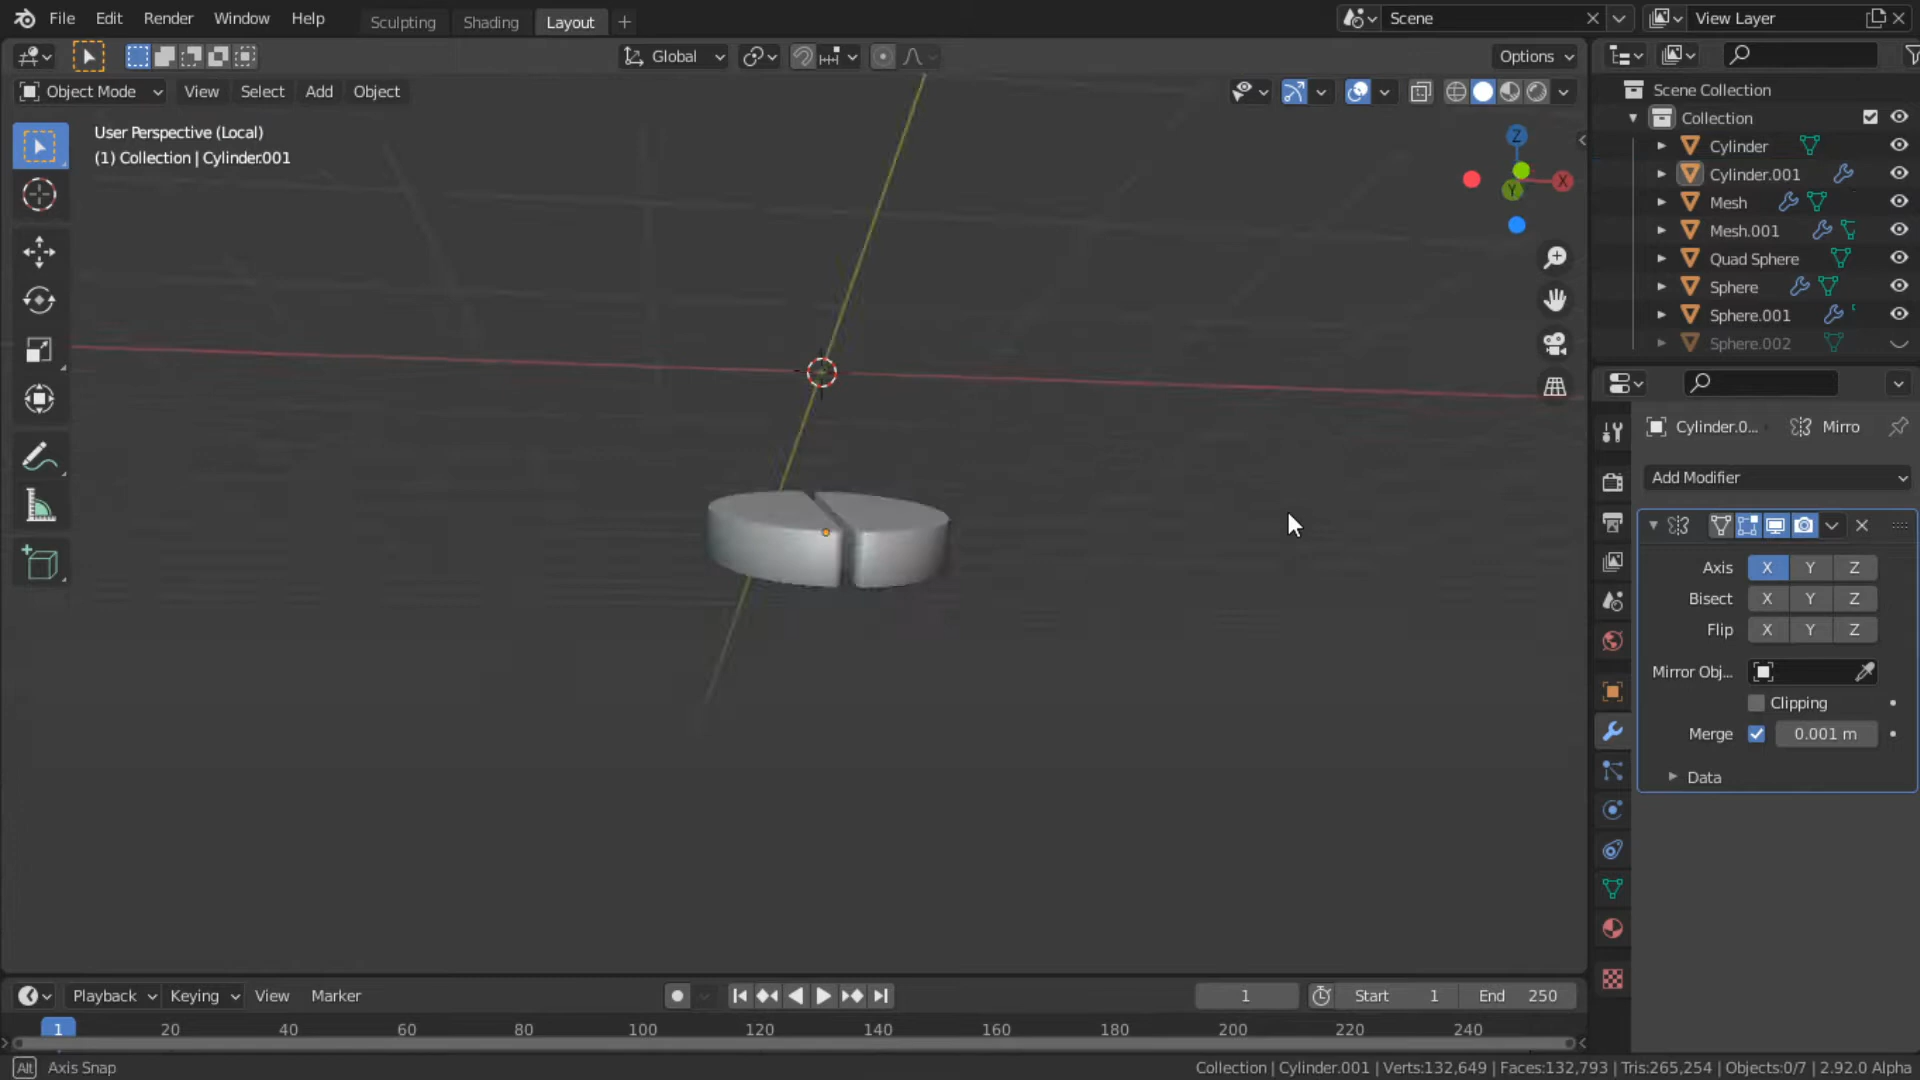 File Edit Render Window Help Sculpting Shading Layout + Scene View Layer
Global Options
Object Mode View Select Add Object
User Perspective (Local)
(1) Collection | Cylinder.001
Z
X
Y
Scene Collection
Collection
Cylinder
Cylinder.001
Mesh
Mesh.001
Quad Sphere
Sphere
Sphere.001
Sphere.002
Cylinder.0... Mirro
Add Modifier
Axis X Y Z
Bisect X Y Z
Flip X Y Z
Mirror Obj...
Clipping
Merge 0.001 m
Data
Playback Keying View Marker 1 Start 1 End 250
1 20 40 60 80 100 120 140 160 180 200 220 240
Alt Axis Snap Collection | Cylinder.001 | Verts:132,649 | Faces:132,793 | Tris:265,254 | Objects:0/7 | 2.92.0 Alpha